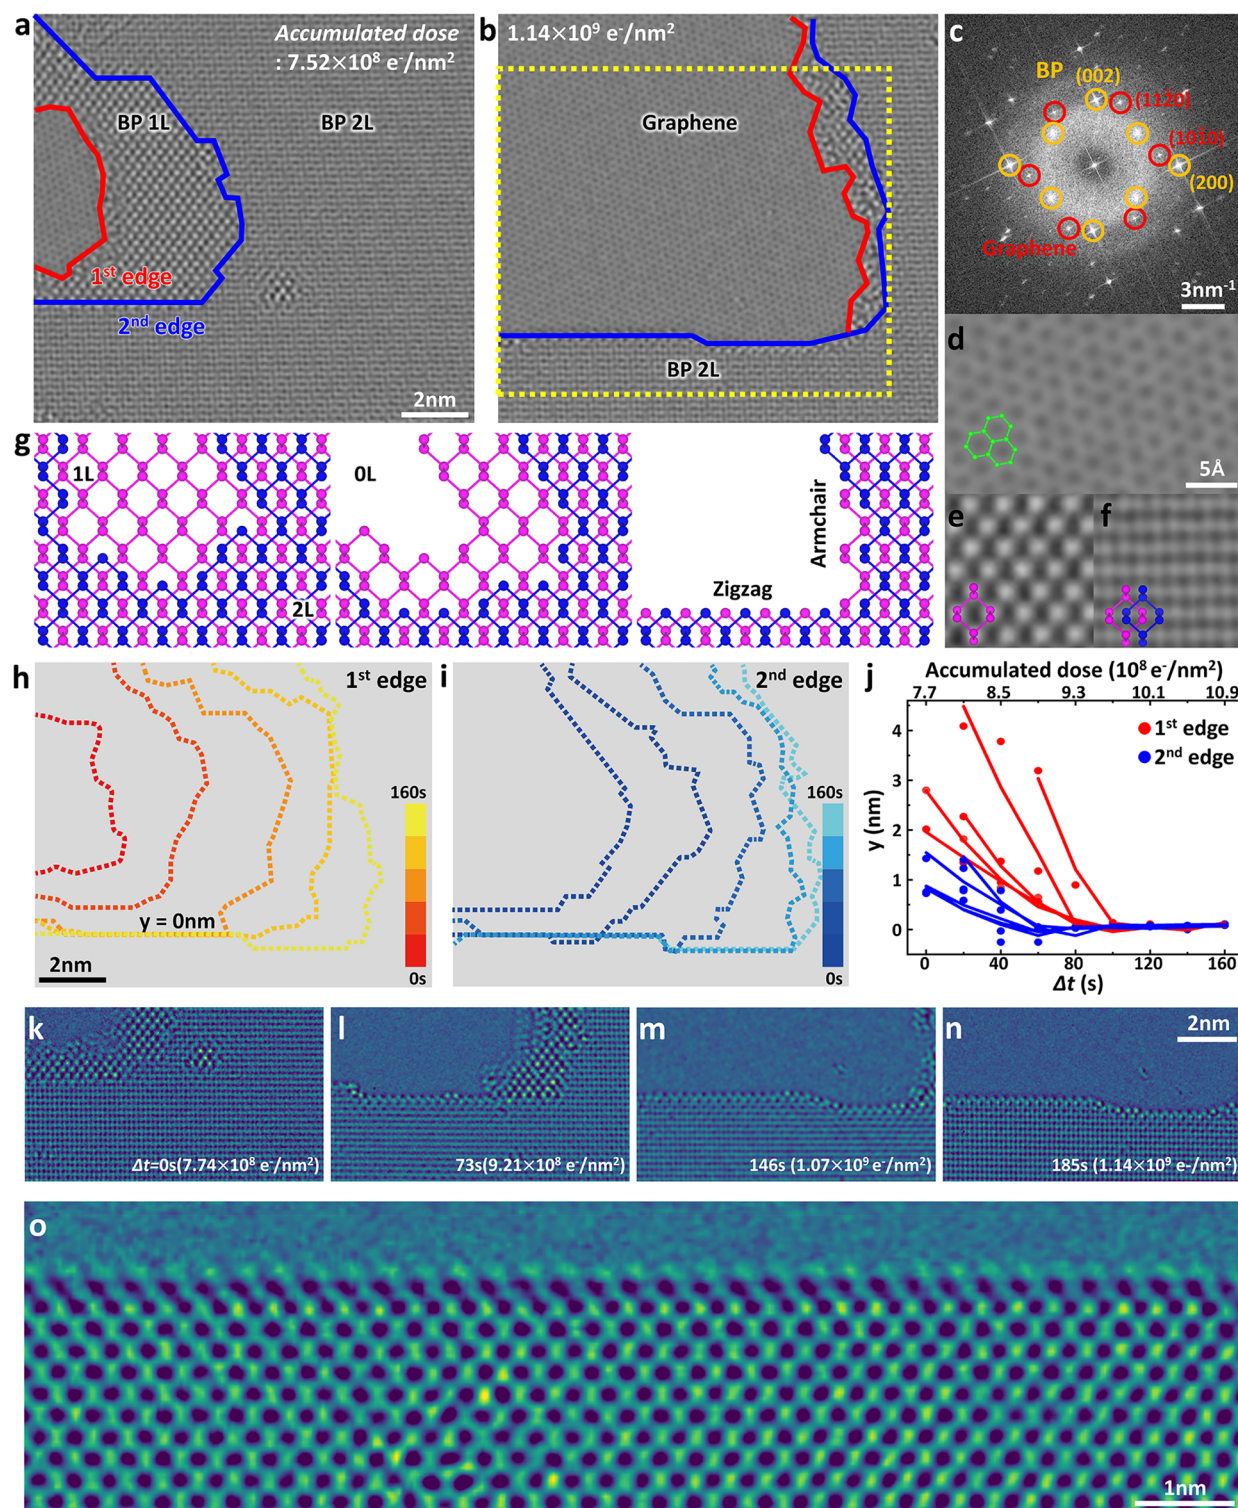 a
Accumulated dose
: 7.52×10⁸ e⁻/nm²
BP 1L
BP 2L
1ˢᵗ edge
2ⁿᵈ edge
2nm
b
1.14×10⁹ e⁻/nm²
Graphene
BP 2L
c
BP
(002)
(112̄0)
(101̄0)
(200)
Graphene
3nm⁻¹
d
5Å
e
f
g
1L
2L
0L
Zigzag
Armchair
h
1ˢᵗ edge
160s
0s
y = 0nm
2nm
i
2ⁿᵈ edge
160s
0s
j
Accumulated dose (10⁸ e⁻/nm²)
7.7 8.5 9.3 10.1 10.9
1ˢᵗ edge
2ⁿᵈ edge
y (nm)
4
3
2
1
0
0 40 80 120 160
Δt (s)
k
Δt=0s(7.74×10⁸ e⁻/nm²)
l
73s(9.21×10⁸ e⁻/nm²)
m
146s (1.07×10⁹ e⁻/nm²)
n
2nm
185s (1.14×10⁹ e-/nm²)
o
1nm